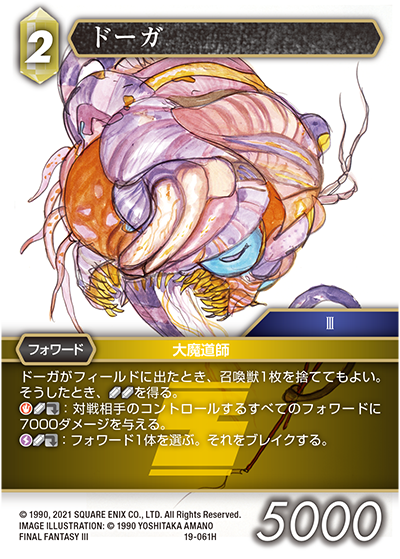 2
ドーガ
III
フォワード
大魔道師
ドーガがフィールドに出たとき、召喚獣1枚を捨ててもよい。
そうしたとき、を得る。
：対戦相手のコントロールするすべてのフォワードに
7000ダメージを与える。
：フォワード1体を選ぶ。それをブレイクする。
© 1990, 2021 SQUARE ENIX CO., LTD. All Rights Reserved.
IMAGE ILLUSTRATION: © 1990 YOSHITAKA AMANO
FINAL FANTASY III
19-061H
5000